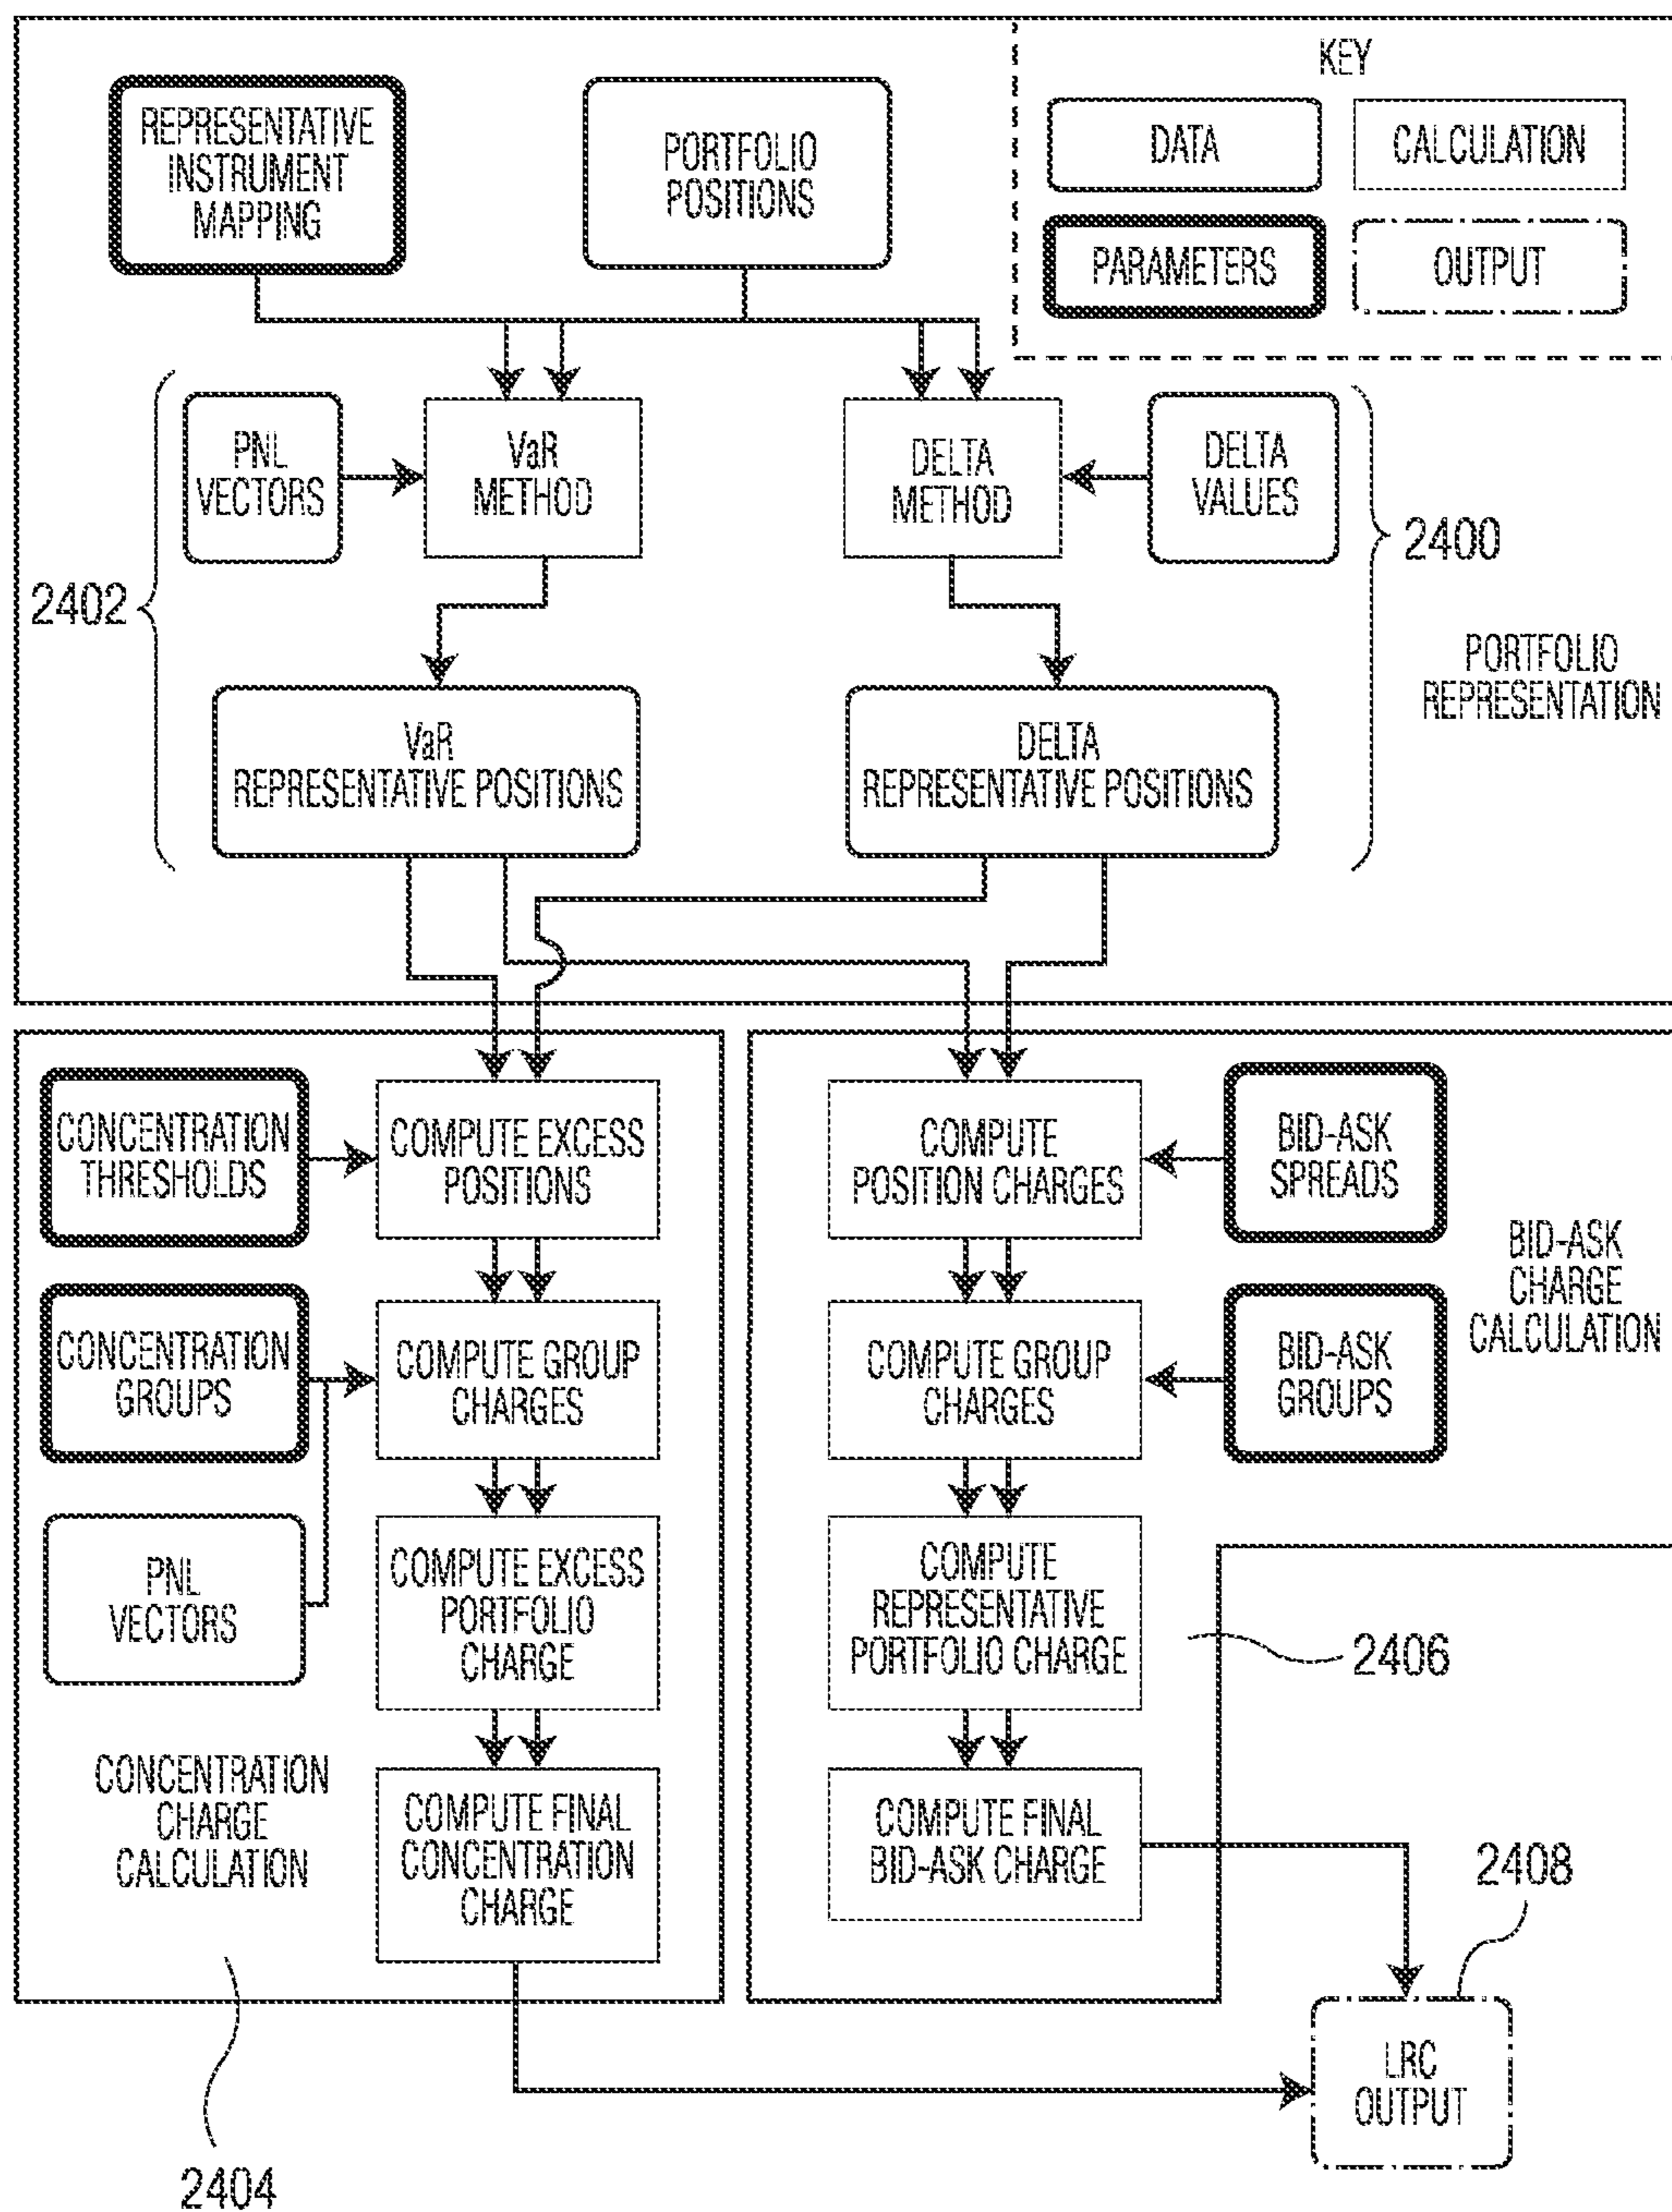 KEY
DATA
CALCULATION
PARAMETERS
OUTPUT
REPRESENTATIVE
INSTRUMENT
MAPPING
PORTFOLIO
POSITIONS
PNL
VECTORS
VaR
METHOD
DELTA
METHOD
DELTA
VALUES
2400
2402
PORTFOLIO
REPRESENTATION
VaR
REPRESENTATIVE POSITIONS
DELTA
REPRESENTATIVE POSITIONS
CONCENTRATION
THRESHOLDS
COMPUTE EXCESS
POSITIONS
CONCENTRATION
GROUPS
COMPUTE GROUP
CHARGES
PNL
VECTORS
COMPUTE EXCESS
PORTFOLIO
CHARGE
CONCENTRATION
CHARGE
CALCULATION
COMPUTE FINAL
CONCENTRATION
CHARGE
2404
COMPUTE
POSITION CHARGES
BID-ASK
SPREADS
BID-ASK
CHARGE
CALCULATION
COMPUTE GROUP
CHARGES
BID-ASK
GROUPS
COMPUTE
REPRESENTATIVE
PORTFOLIO CHARGE
2406
COMPUTE FINAL
BID-ASK CHARGE
2408
LRC
OUTPUT